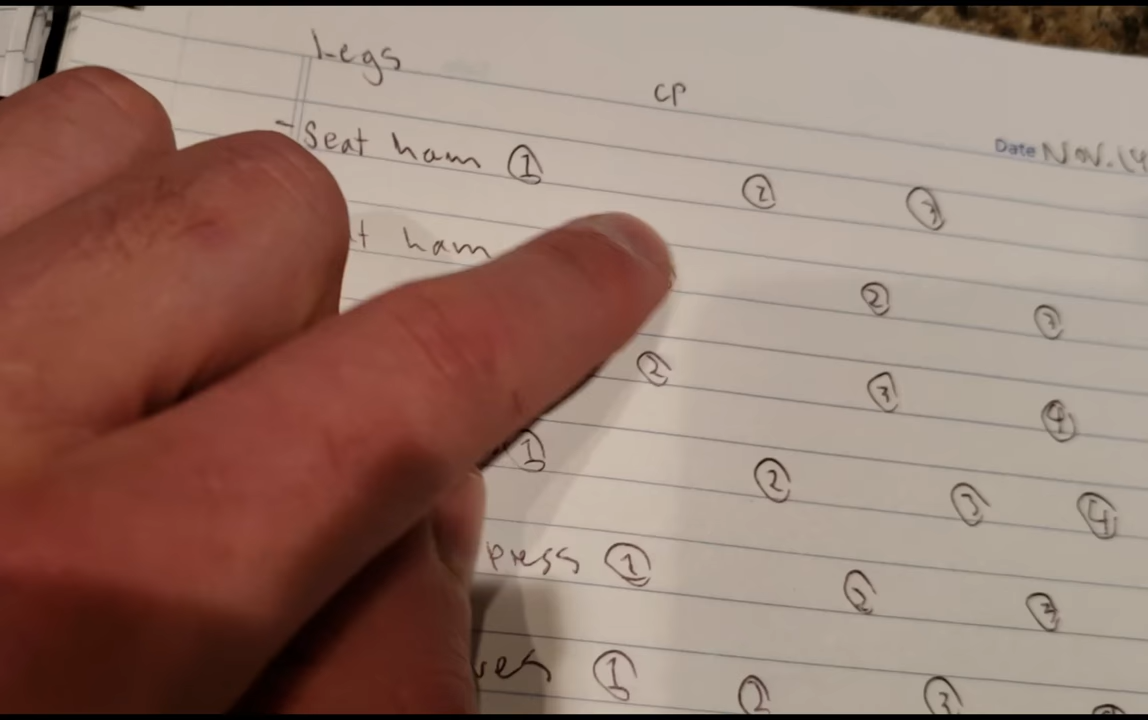 Legs
CP
Date Nov. 14
- Seat ham ① ② ③
ham ② ③
② ③ ④
① ② ③ ④
press ① ② ③
① ② ③